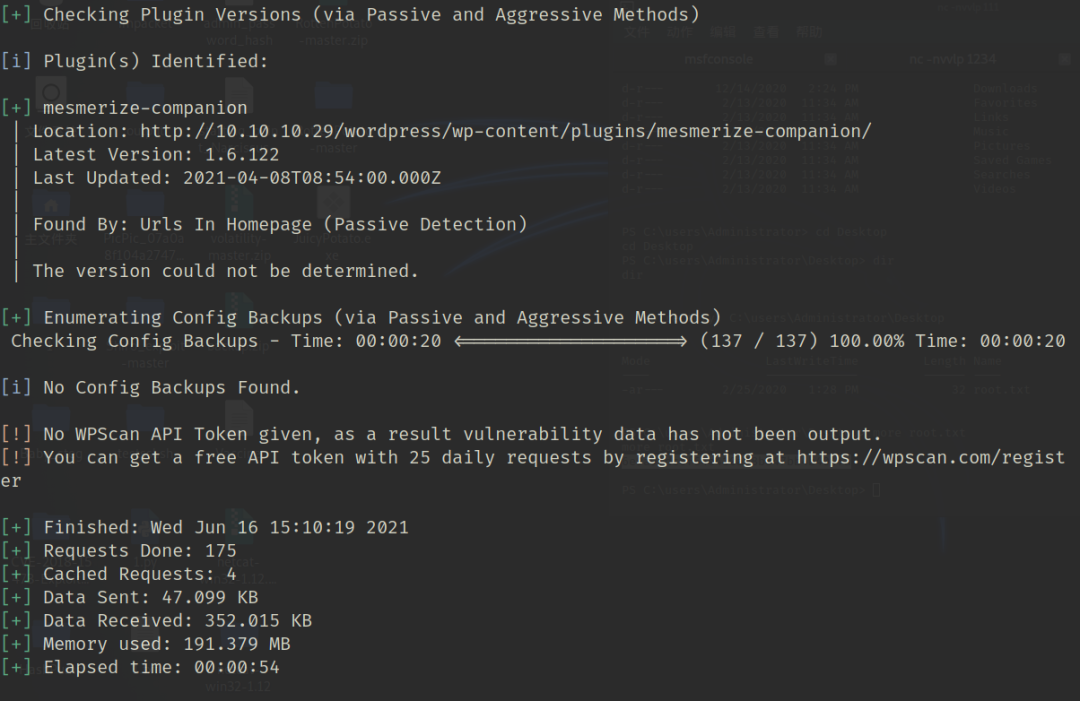 [+] Checking Plugin Versions (via Passive and Aggressive Methods)
[i] Plugin(s) Identified:
[+] mesmerize-companion
| Location: http://10.10.10.29/wordpress/wp-content/plugins/mesmerize-companion/
| Latest Version: 1.6.122
| Last Updated: 2021-04-08T08:54:00.000Z
|
| Found By: Urls In Homepage (Passive Detection)
|
| The version could not be determined.
[+] Enumerating Config Backups (via Passive and Aggressive Methods)
Checking Config Backups - Time: 00:00:20 <==================> (137 / 137) 100.00% Time: 00:00:20
[i] No Config Backups Found.
[!] No WPScan API Token given, as a result vulnerability data has not been output.
[!] You can get a free API token with 25 daily requests by registering at https://wpscan.com/regist
er
[+] Finished: Wed Jun 16 15:10:19 2021
[+] Requests Done: 175
[+] Cached Requests: 4
[+] Data Sent: 47.099 KB
[+] Data Received: 352.015 KB
[+] Memory used: 191.379 MB
[+] Elapsed time: 00:00:54